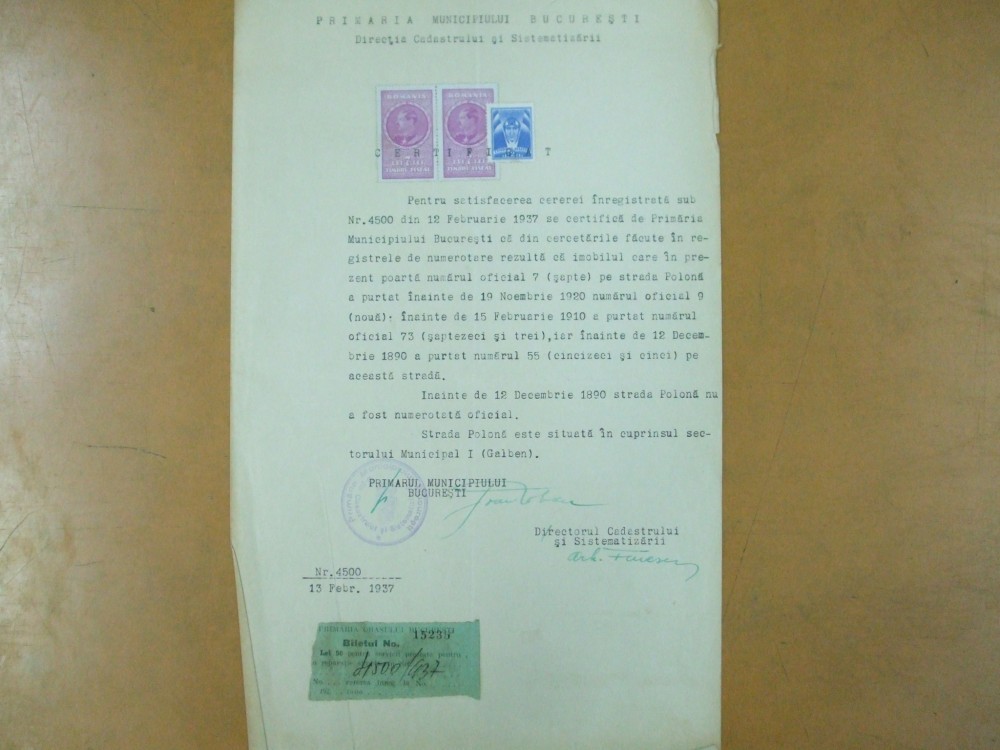 PRIMARIA MUNICIPIULUI BUCUREŞTI
Direcţia Cadastrului şi Sistematizării
ROMANIA
ROMANIA
CERTIFICAT
Pentru satisfacerea cererei înregistrată sub
Nr.4500 din 12 Februarie 1937 se certifică de Primăria
Municipiului Bucureşti că din cercetările făcute în re-
gistrele de numerotare rezultă că imobilul care în pre-
zent poartă numărul oficial 7 (şapte) pe strada Polonă
a purtat înainte de 19 Noembrie 1920 numărul oficial 9
(nouă); înainte de 15 Februarie 1910 a purtat numărul
oficial 73 (şaptezeci şi trei),iar înainte de 12 Decem-
brie 1890 a purtat numărul 55 (cincizeci şi cinci) pe
această stradă.
Inainte de 12 Decembrie 1890 strada Polonă nu
a fost numerotată oficial.
Strada Polonă este situată în cuprinsul sec-
torului Municipal I (Galben).
PRIMARUL MUNICIPIULUI
BUCUREŞTI
Directorul Cadastrului
şi Sistematizării
Nr.4500
13 Febr. 1937
PRIMĂRIA ORAŞULUI BUCUREŞTI
Biletul No. 15239
Lei 50
4500/937